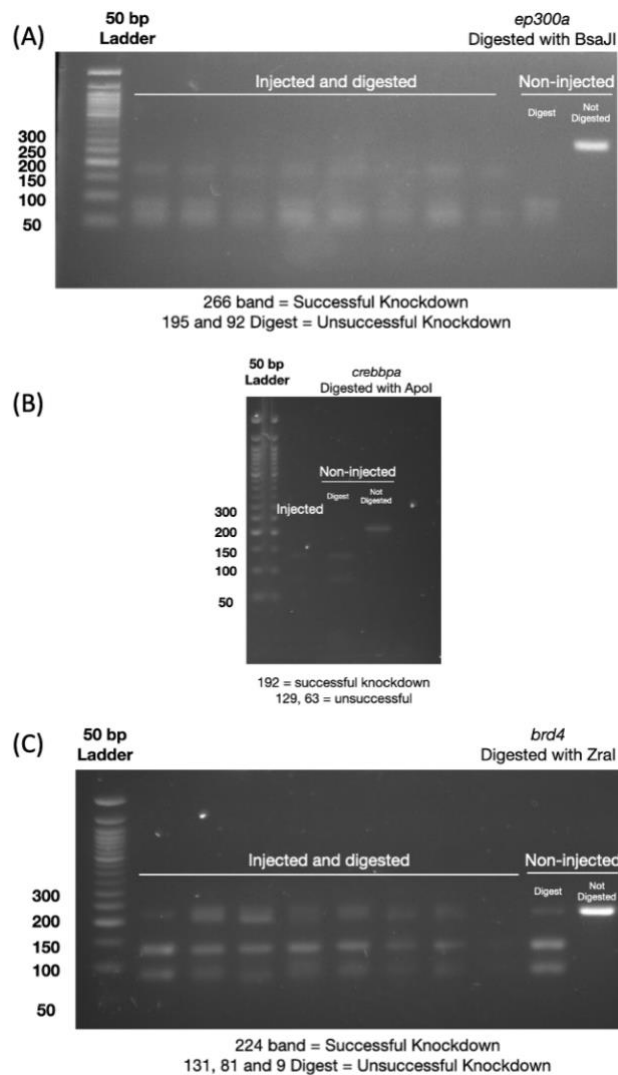 (A)
50 bp
Ladder
ep300a
Digested with BsaJI
Injected and digested
Non-injected
Digest
Not
Digested
300
250
200
150
100
50
266 band = Successful Knockdown
195 and 92 Digest = Unsuccessful Knockdown
(B)
50 bp
Ladder
crebbpa
Digested with ApoI
Non-injected
Injected
Digest
Not
Digested
300
200
150
100
50
192 = successful knockdown
129, 63 = unsuccessful
(C)
50 bp
Ladder
brd4
Digested with ZraI
Injected and digested
Non-injected
Digest
Not
Digested
300
200
150
100
50
224 band = Successful Knockdown
131, 81 and 9 Digest = Unsuccessful Knockdown